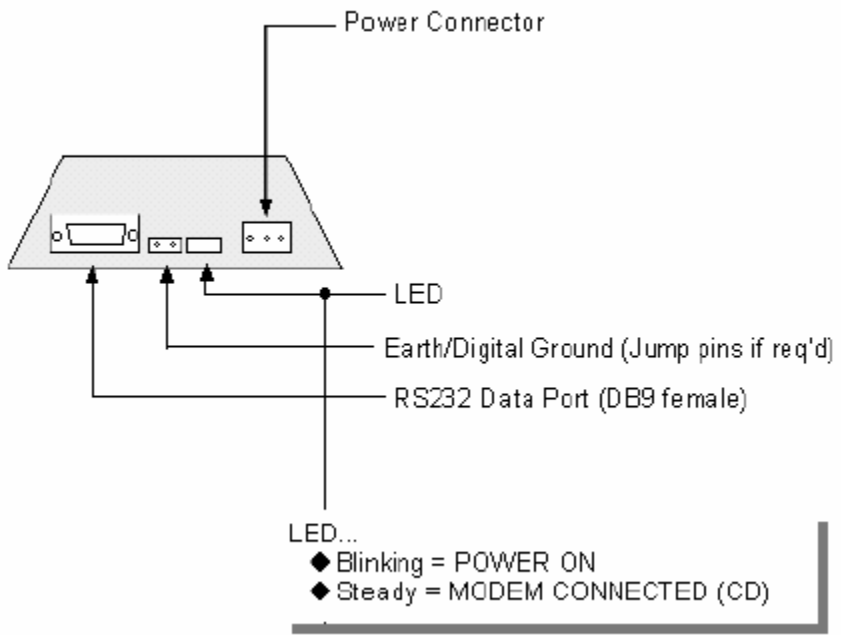 Power Connector
LED
Earth/Digital Ground (Jump pins if req'd)
RS232 Data Port (DB9 female)
LED...
◆ Blinking = POWER ON
◆ Steady = MODEM CONNECTED (CD)